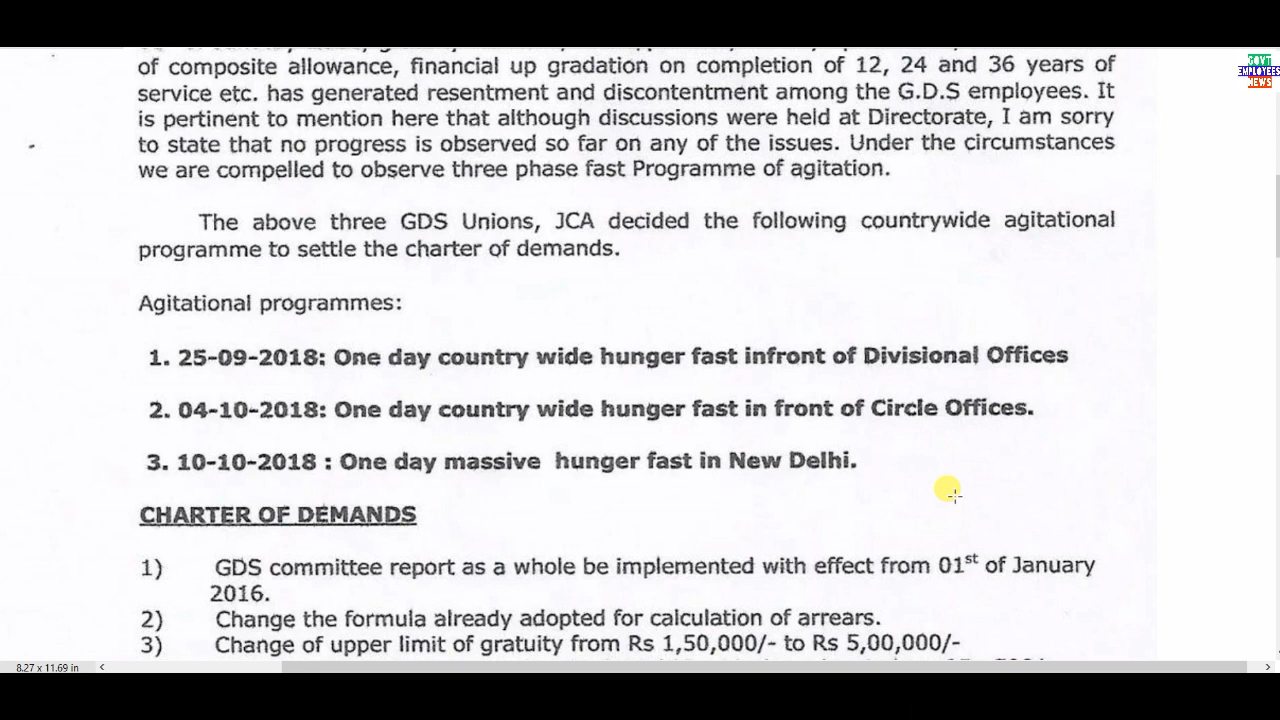 of composite allowance, financial up gradation on completion of 12, 24 and 36 years of
service etc. has generated resentment and discontentment among the G.D.S employees. It
is pertinent to mention here that although discussions were held at Directorate, I am sorry
to state that no progress is observed so far on any of the issues. Under the circumstances
we are compelled to observe three phase fast Programme of agitation.
The above three GDS Unions, JCA decided the following countrywide agitational
programme to settle the charter of demands.
Agitational programmes:
1. 25-09-2018: One day country wide hunger fast infront of Divisional Offices
2. 04-10-2018: One day country wide hunger fast in front of Circle Offices.
3. 10-10-2018 : One day massive hunger fast in New Delhi.
CHARTER OF DEMANDS
1) GDS committee report as a whole be implemented with effect from 01st of January
2016.
2) Change the formula already adopted for calculation of arrears.
3) Change of upper limit of gratuity from Rs 1,50,000/- to Rs 5,00,000/-
8.27 x 11.69 in
GOVT
EMPLOYEES
NEWS